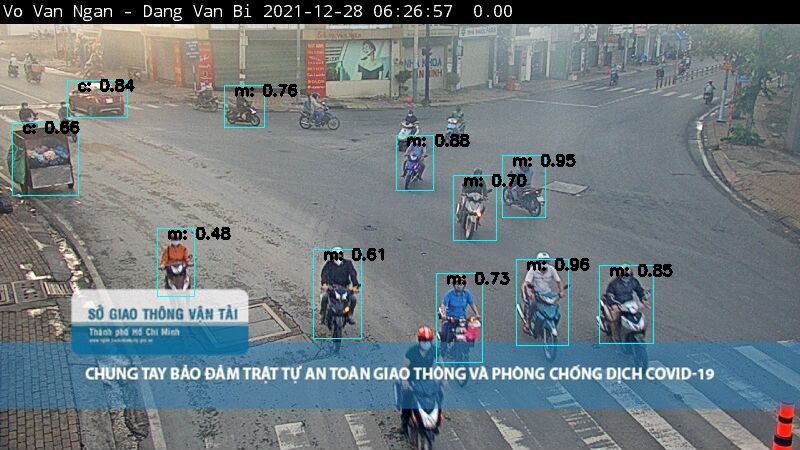 Vo Van Ngan - Dang Van Bi 2021-12-28 06:26:57 0.00
c: 0.84
m: 0.76
c: 0.66
m: 0.88
m: 0.95
m: 0.70
m: 0.48
m: 0.61
m: 0.73
m: 0.96
m: 0.85
SỞ GIAO THÔNG VẬN TẢI
Thành phố Hồ Chí Minh
CHUNG TAY BẢO ĐẢM TRẬT TỰ AN TOÀN GIAO THÔNG VÀ PHÒNG CHỐNG DỊCH COVID-19